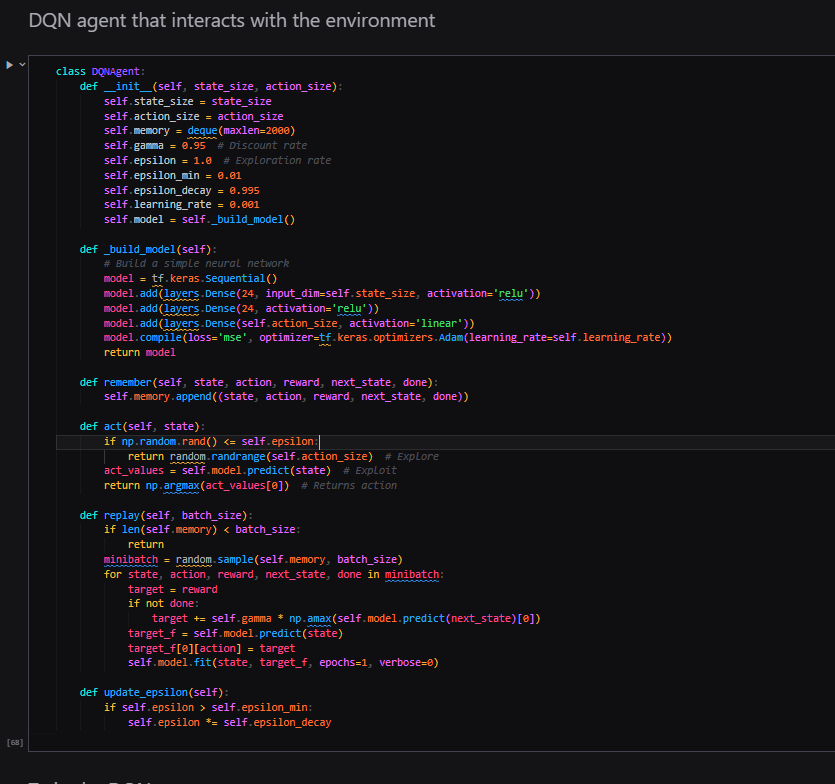 DQN agent that interacts with the environment
class DQNAgent:
    def __init__(self, state_size, action_size):
        self.state_size = state_size
        self.action_size = action_size
        self.memory = deque(maxlen=2000)
        self.gamma = 0.95  # Discount rate
        self.epsilon = 1.0  # Exploration rate
        self.epsilon_min = 0.01
        self.epsilon_decay = 0.995
        self.learning_rate = 0.001
        self.model = self._build_model()
    def _build_model(self):
        # Build a simple neural network
        model = tf.keras.Sequential()
        model.add(layers.Dense(24, input_dim=self.state_size, activation='relu'))
        model.add(layers.Dense(24, activation='relu'))
        model.add(layers.Dense(self.action_size, activation='linear'))
        model.compile(loss='mse', optimizer=tf.keras.optimizers.Adam(learning_rate=self.learning_rate))
        return model
    def remember(self, state, action, reward, next_state, done):
        self.memory.append((state, action, reward, next_state, done))
    def act(self, state):
        if np.random.rand() <= self.epsilon:
            return random.randrange(self.action_size)  # Explore
        act_values = self.model.predict(state)  # Exploit
        return np.argmax(act_values[0])  # Returns action
    def replay(self, batch_size):
        if len(self.memory) < batch_size:
            return
        minibatch = random.sample(self.memory, batch_size)
        for state, action, reward, next_state, done in minibatch:
            target = reward
            if not done:
                target += self.gamma * np.amax(self.model.predict(next_state)[0])
            target_f = self.model.predict(state)
            target_f[0][action] = target
            self.model.fit(state, target_f, epochs=1, verbose=0)
    def update_epsilon(self):
        if self.epsilon > self.epsilon_min:
            self.epsilon *= self.epsilon_decay
[68]